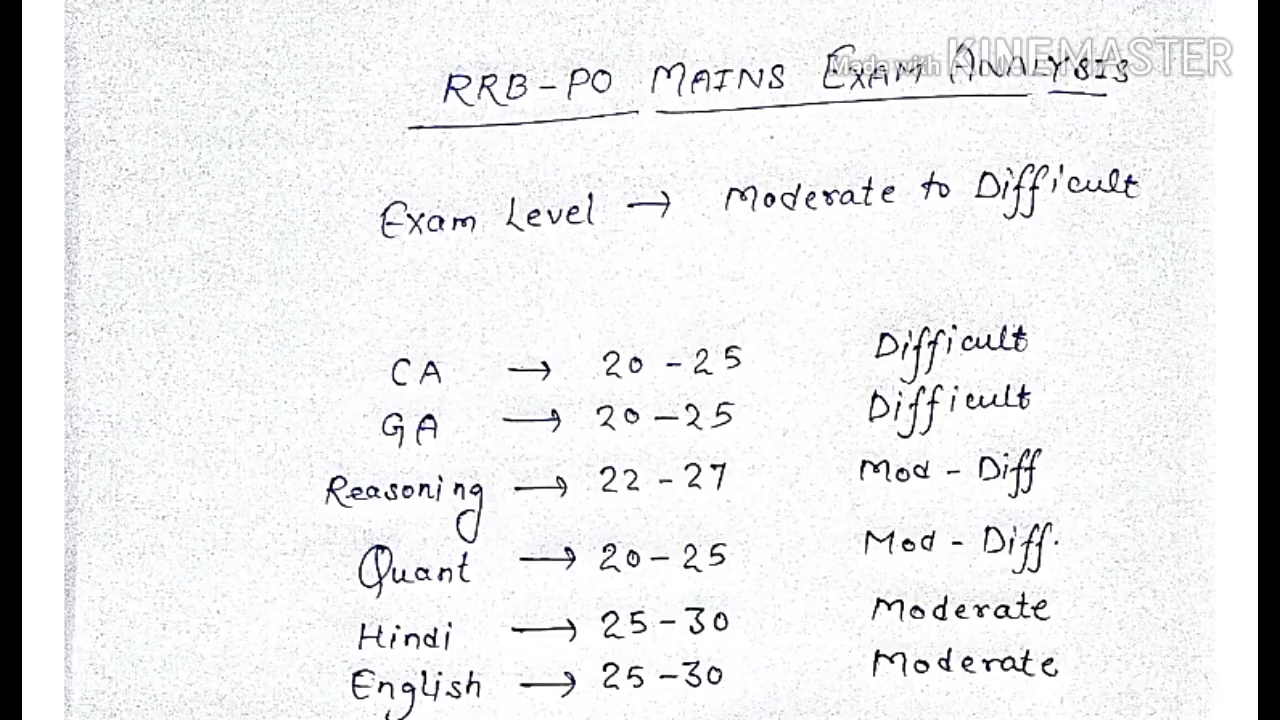 Made with KINEMASTER
RRB-PO MAINS EXAM ANALYSIS
Exam Level → Moderate to Difficult
CA → 20-25 Difficult
GA → 20-25 Difficult
Reasoning → 22-27 Mod - Diff
Quant → 20-25 Mod - Diff.
Hindi → 25-30 Moderate
English → 25-30 Moderate